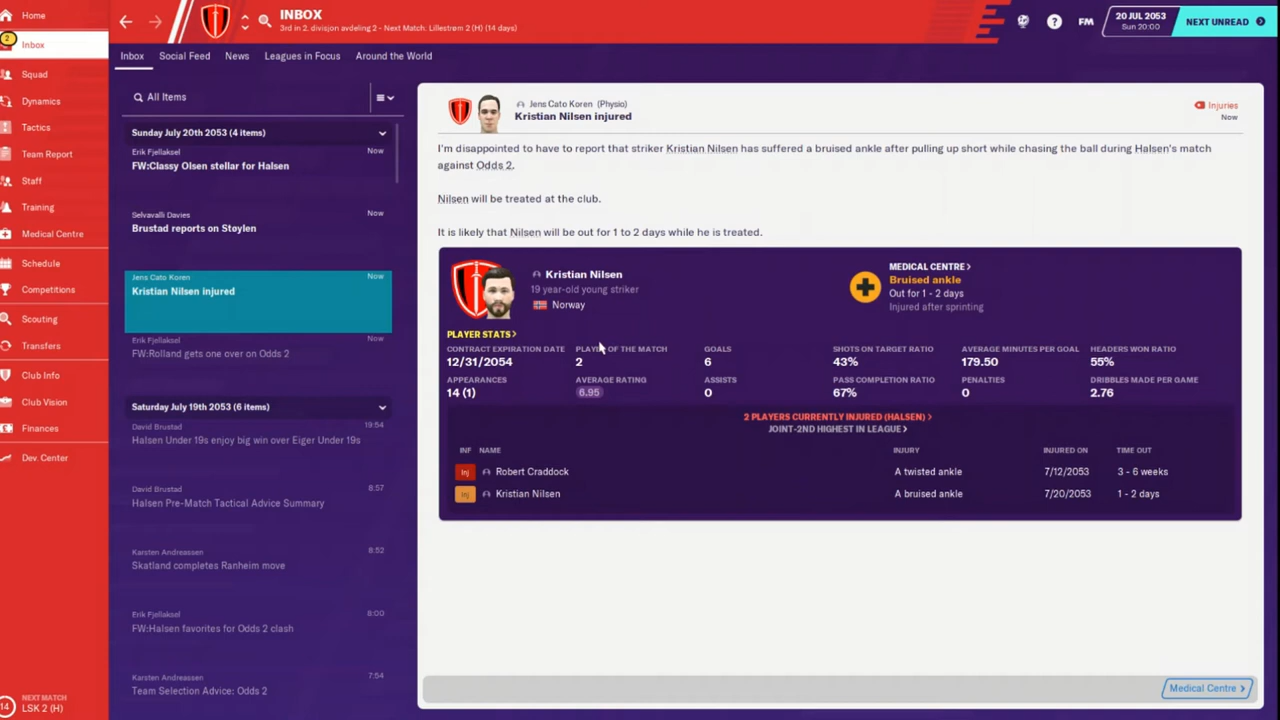 Home
INBOX
3rd in 2. divisjon avdeling 2 - Next Match: Lillestrøm 2 (H) (14 days)
FM
20 JUL 2053
Sun 20:00
NEXT UNREAD
2
Inbox
Squad
Dynamics
Tactics
Team Report
Staff
Training
Medical Centre
Schedule
Competitions
Scouting
Transfers
Club Info
Club Vision
Finances
Dev. Center
NEXT MATCH
14
LSK 2 (H)
Inbox
Social Feed
News
Leagues in Focus
Around the World
All Items
Sunday July 20th 2053 (4 items)
Erik Fjellaksel
Now
FW:Classy Olsen stellar for Halsen
Selvavalli Davies
Now
Brustad reports on Støylen
Jens Cato Koren
Now
Kristian Nilsen injured
Erik Fjellaksel
Now
FW:Rolland gets one over on Odds 2
Saturday July 19th 2053 (6 items)
David Brustad
19:54
Halsen Under 19s enjoy big win over Eiger Under 19s
David Brustad
8:57
Halsen Pre-Match Tactical Advice Summary
Karsten Andreassen
8:52
Skatland completes Ranheim move
Erik Fjellaksel
8:00
FW:Halsen favorites for Odds 2 clash
Karsten Andreassen
7:54
Team Selection Advice: Odds 2
Jens Cato Koren (Physio)
Kristian Nilsen injured
Injuries
Now
I'm disappointed to have to report that striker Kristian Nilsen has suffered a bruised ankle after pulling up short while chasing the ball during Halsen's match
against Odds 2.
Nilsen will be treated at the club.
It is likely that Nilsen will be out for 1 to 2 days while he is treated.
Kristian Nilsen
19 year-old young striker
Norway
MEDICAL CENTRE
Bruised ankle
Out for 1 - 2 days
Injured after sprinting
PLAYER STATS
CONTRACT EXPIRATION DATE
12/31/2054
PLAYER OF THE MATCH
2
GOALS
6
SHOTS ON TARGET RATIO
43%
AVERAGE MINUTES PER GOAL
179.50
HEADERS WON RATIO
55%
APPEARANCES
14 (1)
AVERAGE RATING
6.95
ASSISTS
0
PASS COMPLETION RATIO
67%
PENALTIES
0
DRIBBLES MADE PER GAME
2.76
2 PLAYERS CURRENTLY INJURED (HALSEN)
JOINT-2ND HIGHEST IN LEAGUE
INF NAME INJURY INJURED ON TIME OUT
Inj Robert Craddock A twisted ankle 7/12/2053 3 - 6 weeks
Inj Kristian Nilsen A bruised ankle 7/20/2053 1 - 2 days
Medical Centre